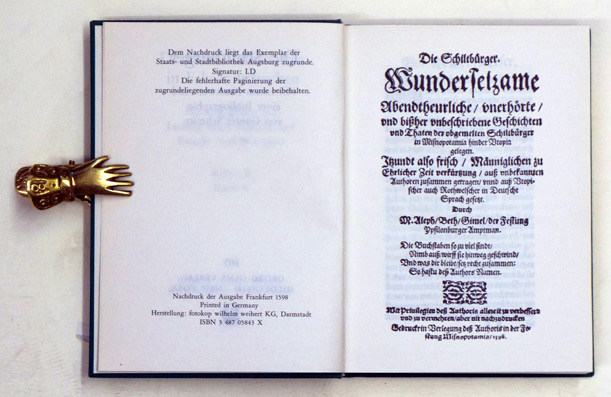 Dem Nachdruck liegt das Exemplar der
Staats- und Stadtbibliothek Augsburg zugrunde.
Signatur: LD
Die fehlerhafte Paginierung der
zugrundeliegenden Ausgabe wurde beibehalten.
Nachdruck der Ausgabe Frankfurt 1598
Printed in Germany
Herstellung: fotokop wilhelm weihert KG, Darmstadt
ISBN 3 487 05843 X
Die Schiltbürger.
Wunderseltzame
Abendtheurliche / vnerhörte /
vnd bißher vnbeschriebene Geschichten
vnd Thaten der obgemelten Schiltbürger
in Misnopotamia hinder Vtopia
gelegen.
Jtzundt also frisch / Männiglichen zu
Ehrlicher Zeit verkürtzung / auß vnbekannten
Authoren zusammen getragen / vnnd auß Vtopi-
scher auch Rothwelscher in Deutsche
Sprach gesetzt.
Durch
M. Aleph / Beth / Gimel / der Festung
Ypsilonburger Amptman.
Die Buchstaben so zu viel sindt /
Nimb auß wirff sie hinweg geschwind /
Vnd was dir bleibt setz recht zusammen:
So hastu deß Authors Namen.
Mit Privilegien deß Authoris allzeit zu verbessern
vnd zu vermehren / aber nit nachzudrucken
Gedruckt in Verlegung deß Authoris in der Fe-
stung Misnopotamia / 1598.